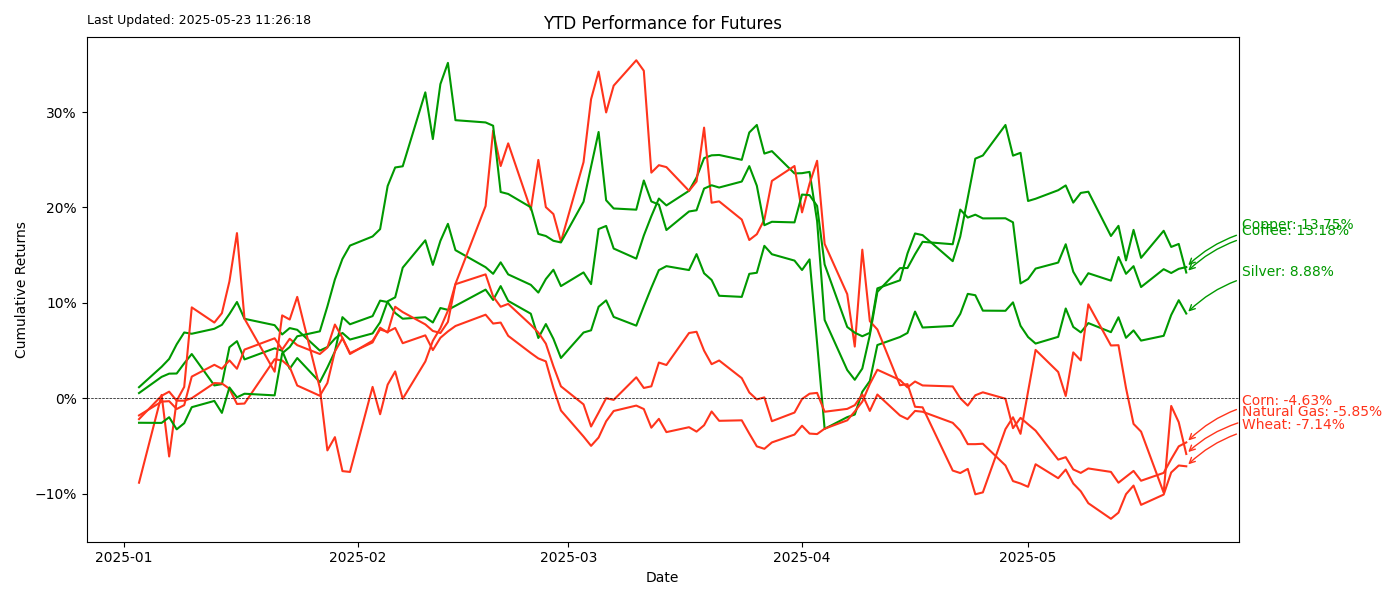 Last Updated: 2025-05-23 11:26:18
YTD Performance for Futures
Cumulative Returns
30%
20%
10%
0%
−10%
Copper: 13.75%
Coffee: 13.18%
Silver: 8.88%
Corn: -4.63%
Natural Gas: -5.85%
Wheat: -7.14%
2025-01
2025-02
2025-03
2025-04
2025-05
Date